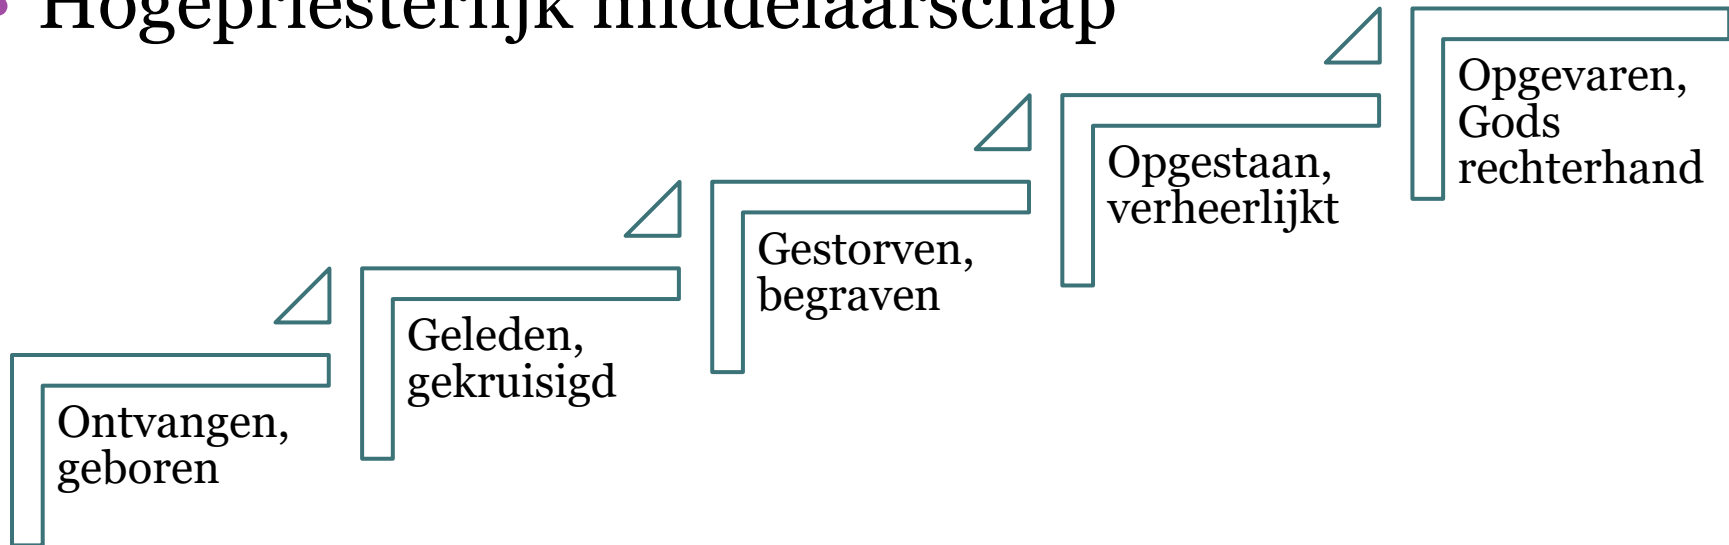 Hogepriesterlijk middelaarschap
Ontvangen,
geboren
Geleden,
gekruisigd
Gestorven,
begraven
Opgestaan,
verheerlijkt
Opgevaren,
Gods
rechterhand